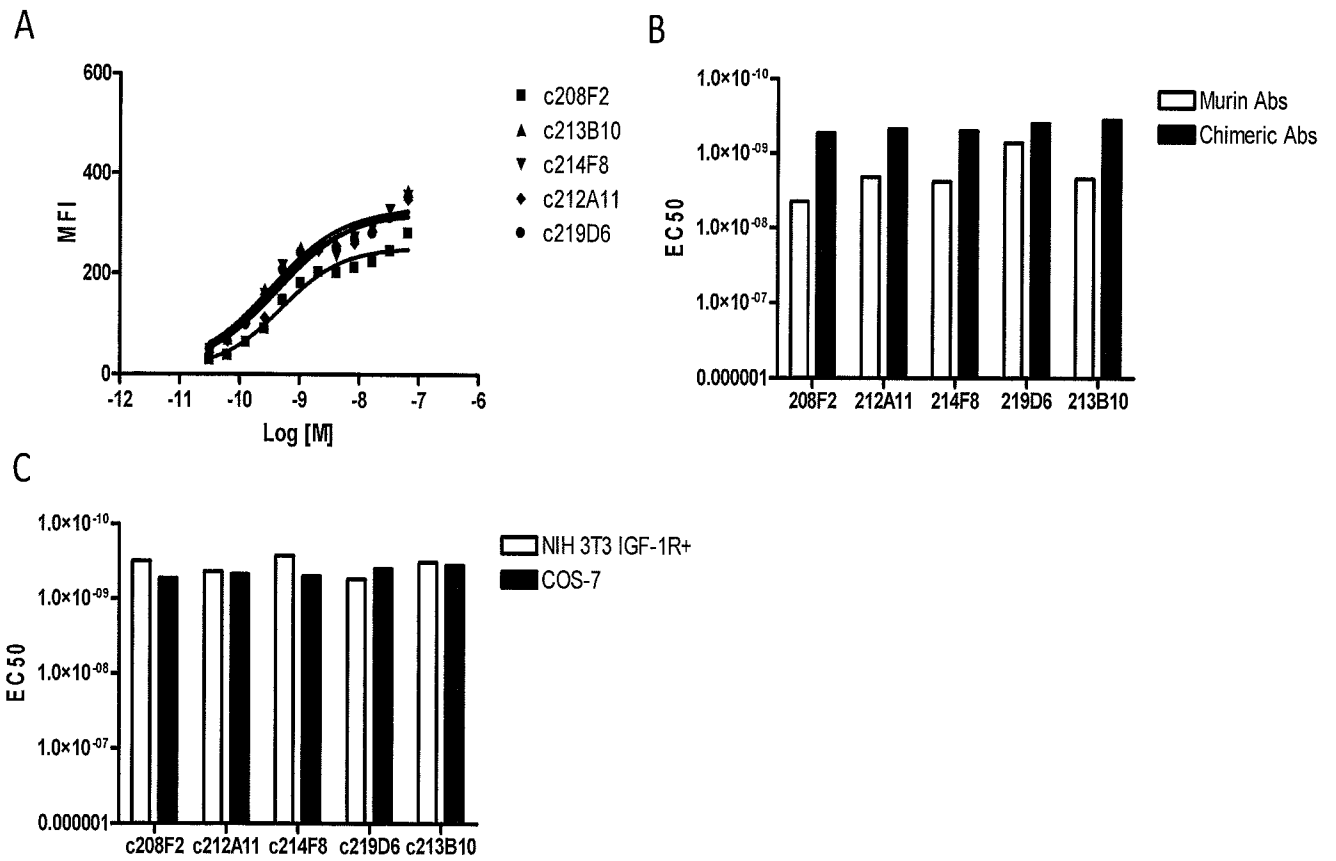 A
MFI
600
400
200
0
-12 -11 -10 -9 -8 -7 -6
Log [M]
c208F2
c213B10
c214F8
c212A11
c219D6
B
EC50
1.0×10-10
1.0×10-09
1.0×10-08
1.0×10-07
0.000001
208F2 212A11 214F8 219D6 213B10
Murin Abs
Chimeric Abs
C
EC50
1.0×10-10
1.0×10-09
1.0×10-08
1.0×10-07
0.000001
c208F2 c212A11 c214F8 c219D6 c213B10
NIH 3T3 IGF-1R+
COS-7